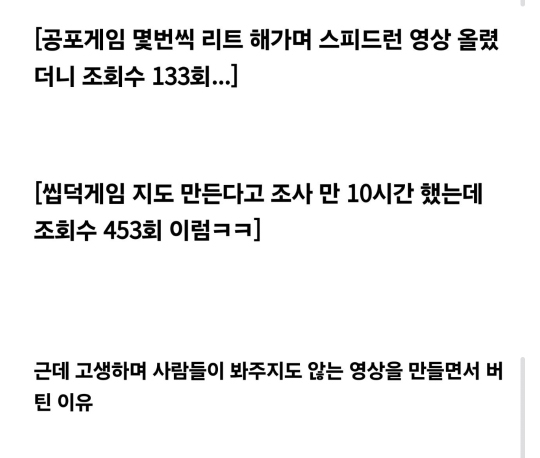 [공포게임 몇번씩 리트 해가며 스피드런 영상 올렸
더니 조회수 133회...]
[씹덕게임 지도 만든다고 조사 만 10시간 했는데
조회수 453회 이럼ㅋㅋ]
근데 고생하며 사람들이 봐주지도 않는 영상을 만들면서 버
틴 이유